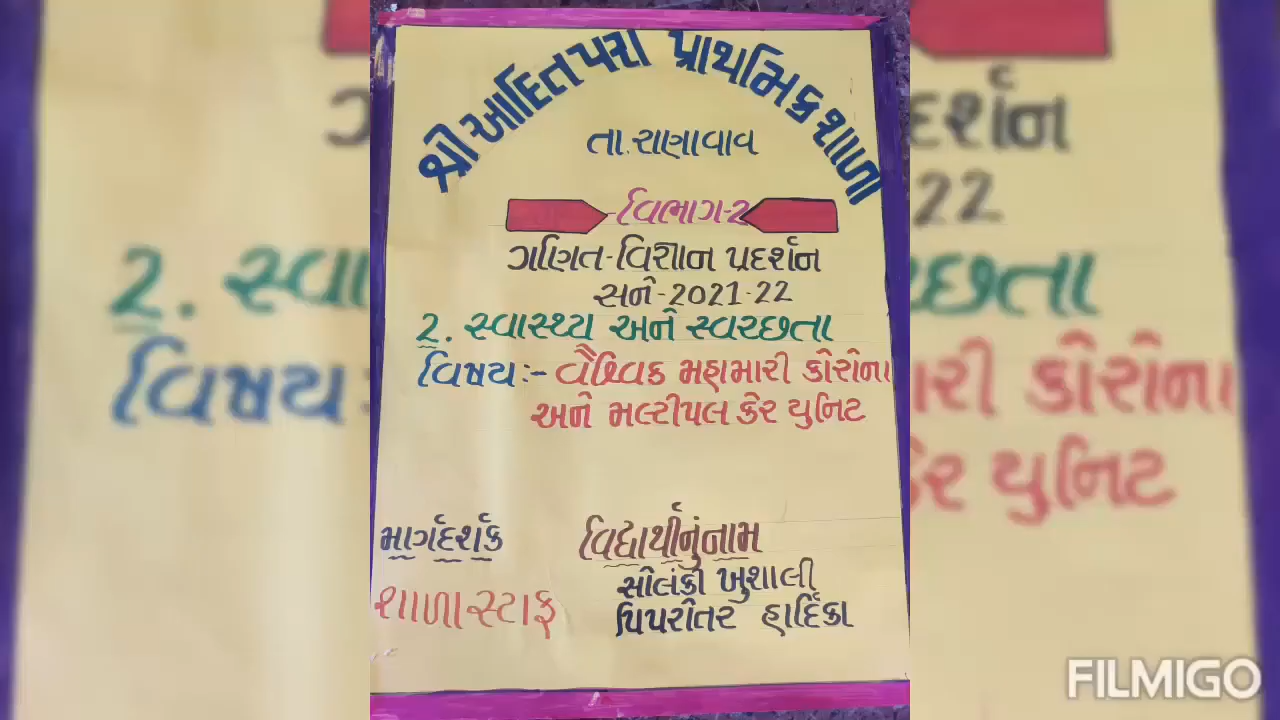 શ્રી આદિતપરા પ્રાથમિક શાળા
તા. રાણાવાવ
વિભાગ-2
ગણિત-વિજ્ઞાન પ્રદર્શન
સને-2021-22
2. સ્વાસ્થ્ય અને સ્વચ્છતા
વિષય:- વૈશ્વિક મહામારી કોરોના
અને મલ્ટીપલ કેર યુનિટ
માર્ગદર્શક
શાળા સ્ટાફ
વિદ્યાર્થીનું નામ
સોલંકી ખુશાલી
પિપરોતર હાર્દિકા
FILMIGO